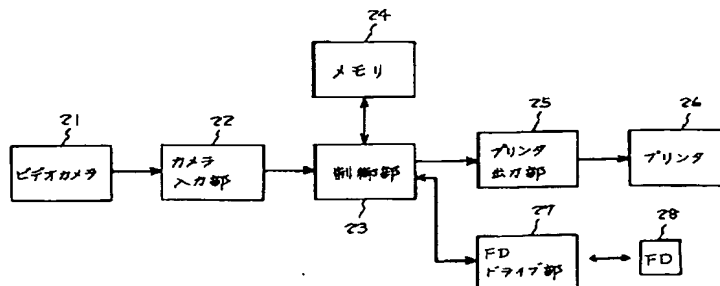 24
メモリ
21
ビデオカメラ
22
カメラ
入力部
制御部
23
25
プリンタ
出力部
26
プリンタ
27
FD
ドライブ部
28
FD